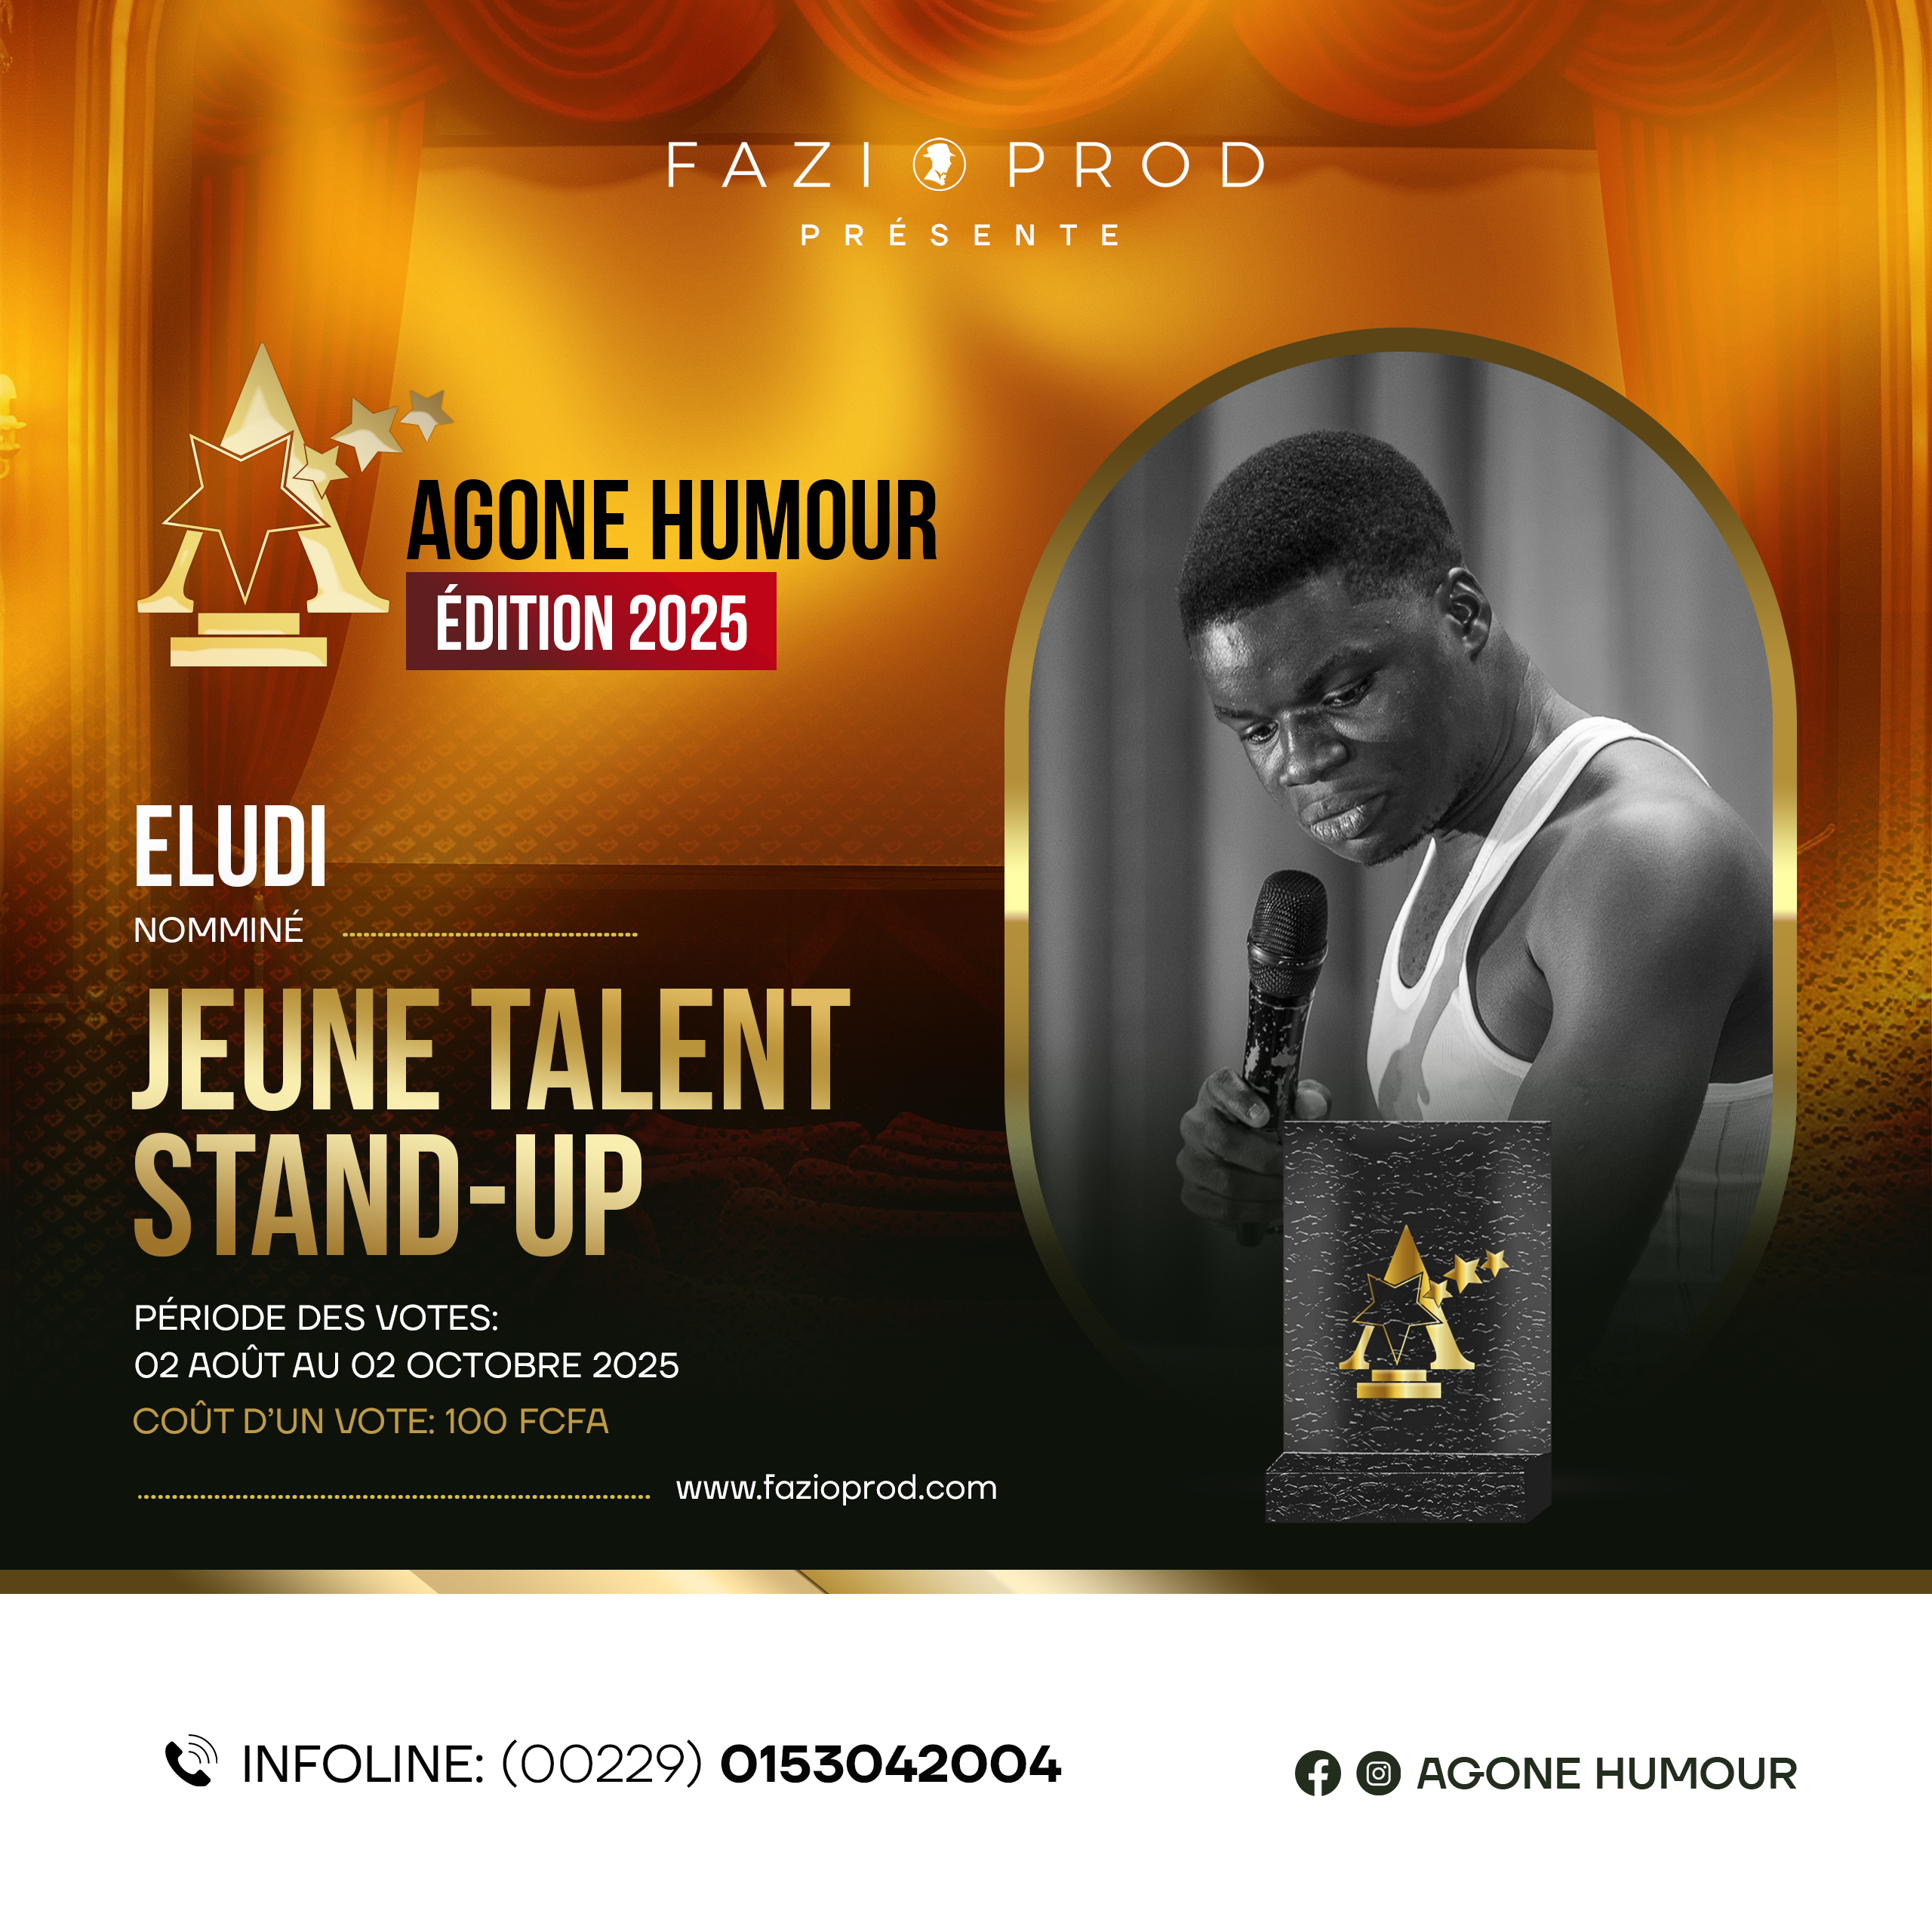 FAZIO PROD
PRÉSENTE
AGONE HUMOUR
ÉDITION 2025
ELUDI
NOMMINÉ
JEUNE TALENT
STAND-UP
PÉRIODE DES VOTES:
02 AOÛT AU 02 OCTOBRE 2025
COÛT D'UN VOTE: 100 FCFA
www.fazioprod.com
INFOLINE: (00229) 0153042004
AGONE HUMOUR